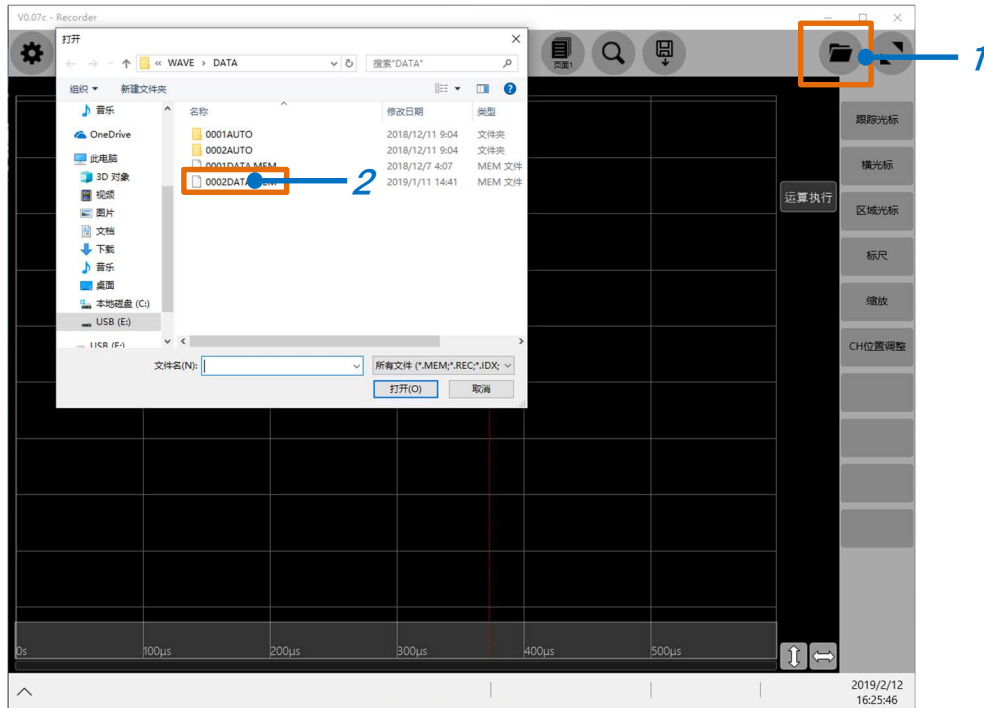 V0.07c - Recorder
打开
« WAVE › DATA
搜索"DATA"
组织
新建文件夹
页面1
1
音乐
OneDrive
此电脑
3D 对象
视频
图片
文档
下载
音乐
桌面
本地磁盘 (C:)
USB (E:)
USB (F:)
名称 修改日期 类型
0001AUTO 2018/12/11 9:04 文件夹
0002AUTO 2018/12/11 9:04 文件夹
0001DATA.MEM 2018/12/7 4:07 MEM 文件
0002DATA.MEM 2019/1/11 14:41 MEM 文件
2
文件名(N):
所有文件 (*.MEM;*.REC;*.IDX;
打开(O)
取消
运算执行
跟踪光标
横光标
区域光标
标尺
缩放
CH位置调整
0s 100μs 200μs 300μs 400μs 500μs
2019/2/12
16:25:46